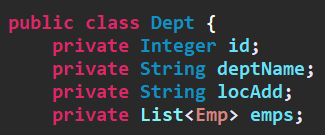 public class Dept {
    private Integer id;
    private String deptName;
    private String locAdd;
    private List<Emp> emps;